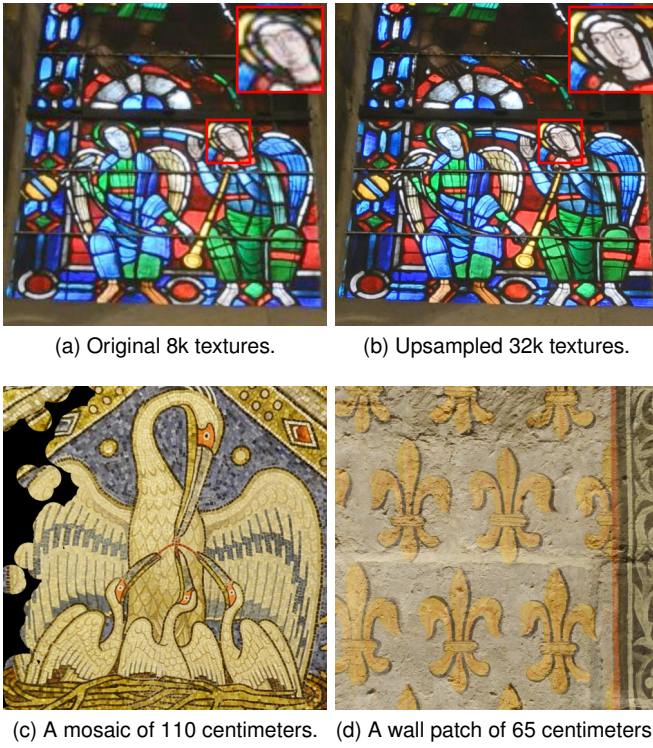 (a) Original 8k textures.
(b) Upsampled 32k textures.
(c) A mosaic of 110 centimeters.
(d) A wall patch of 65 centimeters